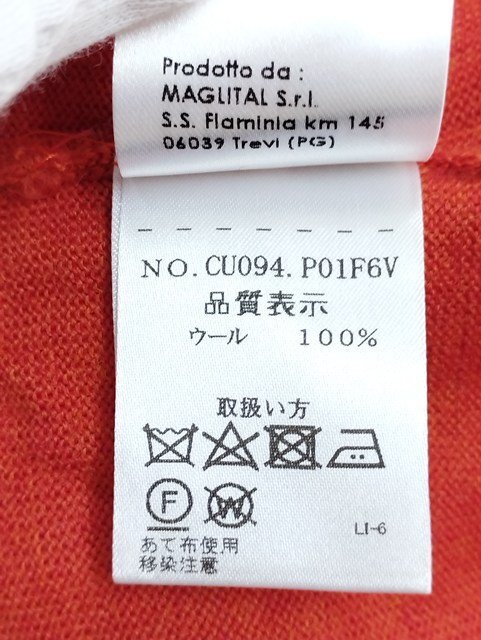 Prodotto da :
MAGLITAL S.r.l.
S.S. Flaminia km 145
06039 Trevi (PG)
NO. CU094. P01F6V
品質表示
ウール 100%
取扱い方
F W
LI-6
あて布使用
移染注意